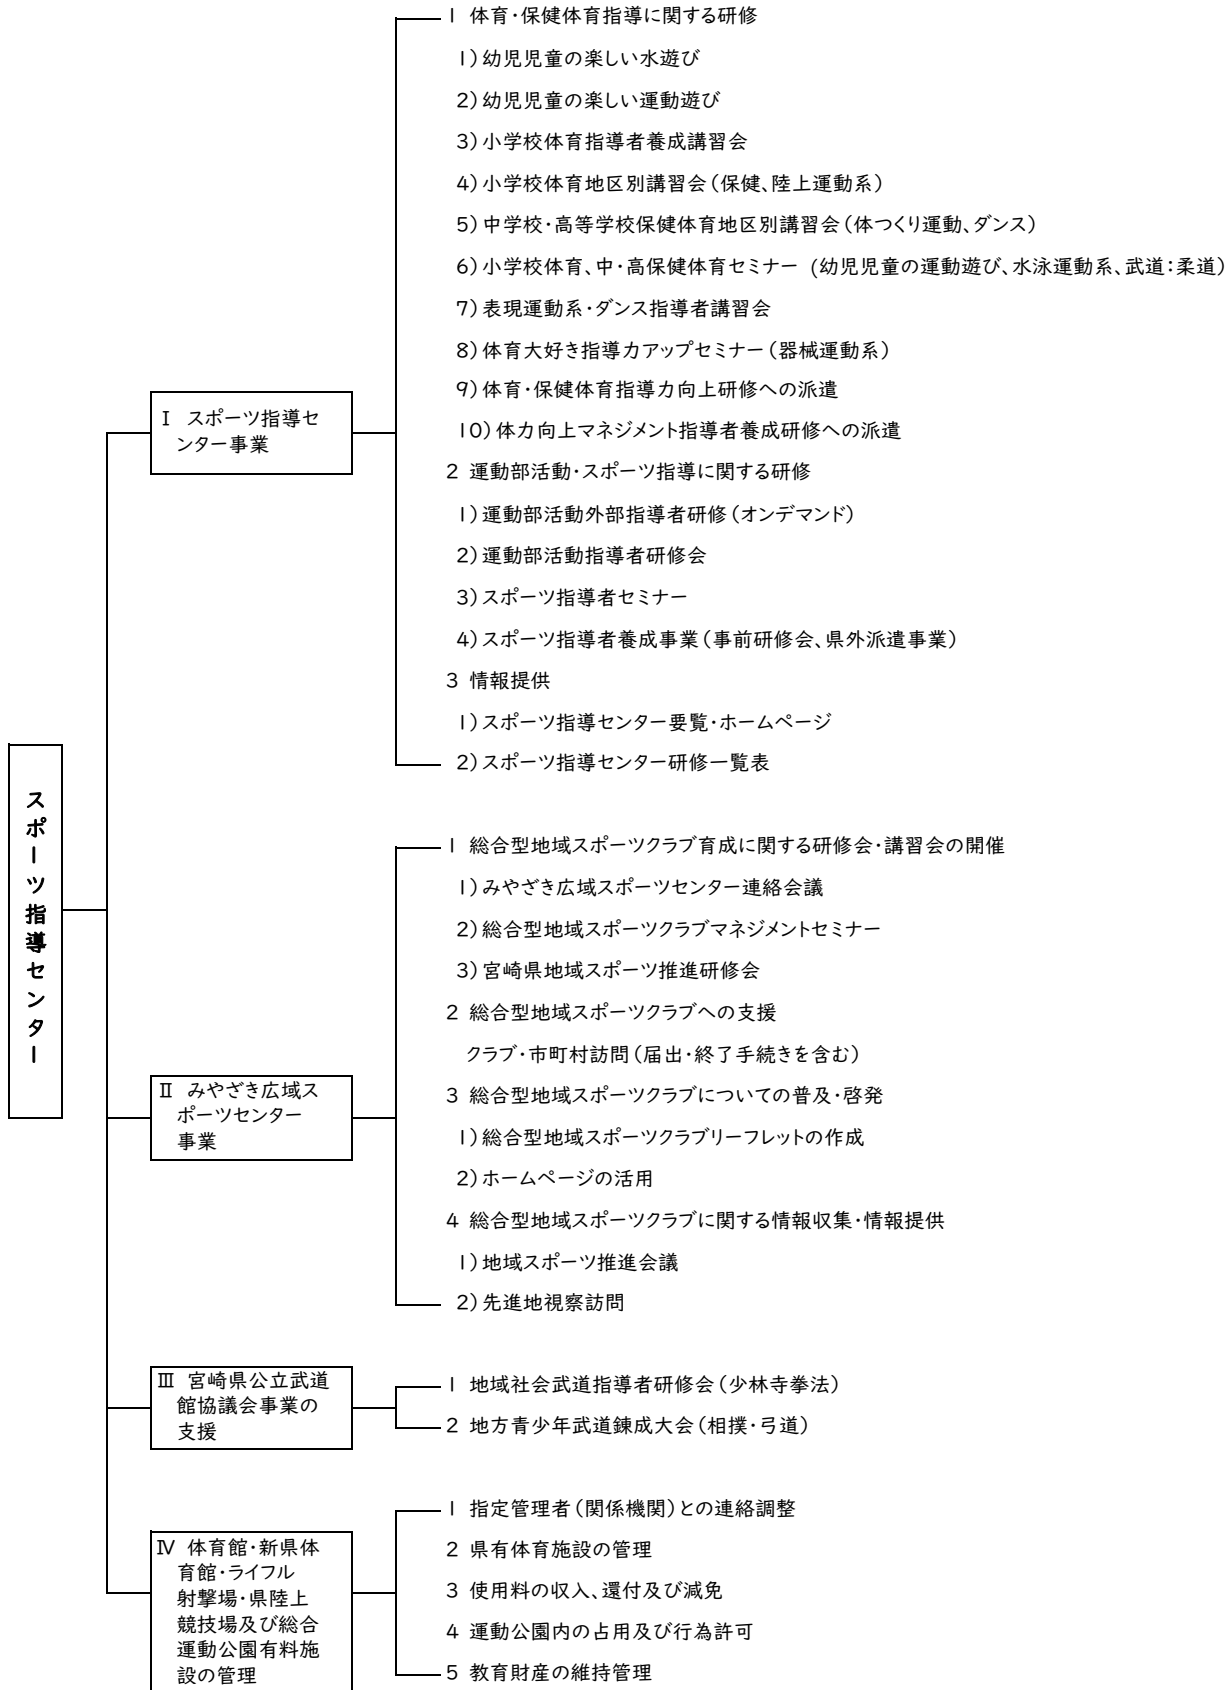 スポーツ指導センター
Ⅰ スポーツ指導セ
ンター事業
1 体育・保健体育指導に関する研修
1)幼児児童の楽しい水遊び
2)幼児児童の楽しい運動遊び
3)小学校体育指導者養成講習会
4)小学校体育地区別講習会(保健、陸上運動系)
5)中学校・高等学校保健体育地区別講習会(体つくり運動、ダンス)
6)小学校体育、中・高保健体育セミナー (幼児児童の運動遊び、水泳運動系、武道:柔道)
7)表現運動系・ダンス指導者講習会
8)体育大好き指導力アップセミナー(器械運動系)
9)体育・保健体育指導力向上研修への派遣
10)体力向上マネジメント指導者養成研修への派遣
2 運動部活動・スポーツ指導に関する研修
1)運動部活動外部指導者研修(オンデマンド)
2)運動部活動指導者研修会
3)スポーツ指導者セミナー
4)スポーツ指導者養成事業(事前研修会、県外派遣事業)
3 情報提供
1)スポーツ指導センター要覧・ホームページ
2)スポーツ指導センター研修一覧表
Ⅱ みやざき広域ス
ポーツセンター
事業
1 総合型地域スポーツクラブ育成に関する研修会・講習会の開催
1)みやざき広域スポーツセンター連絡会議
2)総合型地域スポーツクラブマネジメントセミナー
3)宮崎県地域スポーツ推進研修会
2 総合型地域スポーツクラブへの支援
クラブ・市町村訪問(届出・終了手続きを含む)
3 総合型地域スポーツクラブについての普及・啓発
1)総合型地域スポーツクラブリーフレットの作成
2)ホームページの活用
4 総合型地域スポーツクラブに関する情報収集・情報提供
1)地域スポーツ推進会議
2)先進地視察訪問
Ⅲ 宮崎県公立武道
館協議会事業の
支援
1 地域社会武道指導者研修会(少林寺拳法)
2 地方青少年武道錬成大会(相撲・弓道)
Ⅳ 体育館・新県体
育館・ライフル
射撃場・県陸上
競技場及び総合
運動公園有料施
設の管理
1 指定管理者(関係機関)との連絡調整
2 県有体育施設の管理
3 使用料の収入、還付及び減免
4 運動公園内の占用及び行為許可
5 教育財産の維持管理